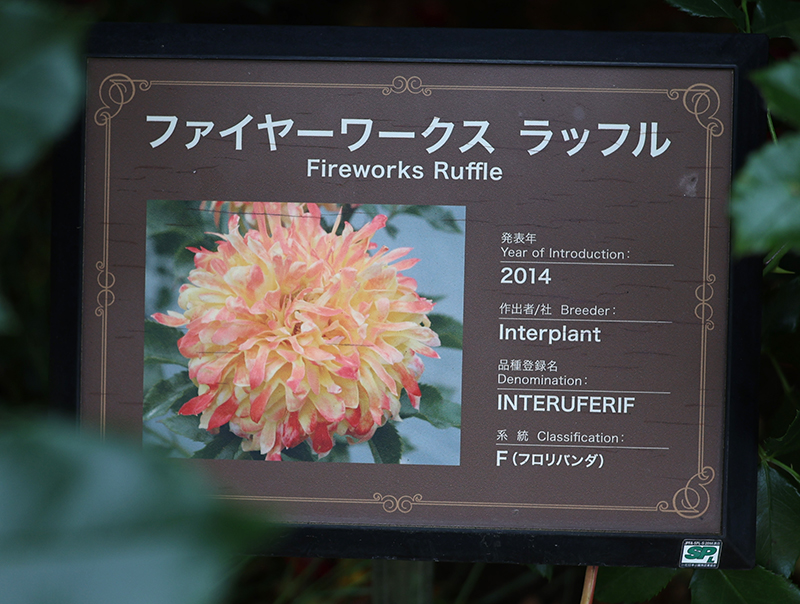 ファイヤーワークス ラッフル
Fireworks Ruffle
発表年
Year of Introduction:
2014
作出者/社 Breeder:
Interplant
品種登録名
Denomination:
INTERUFERIF
系 統 Classification:
F(フロリバンダ)
SPL